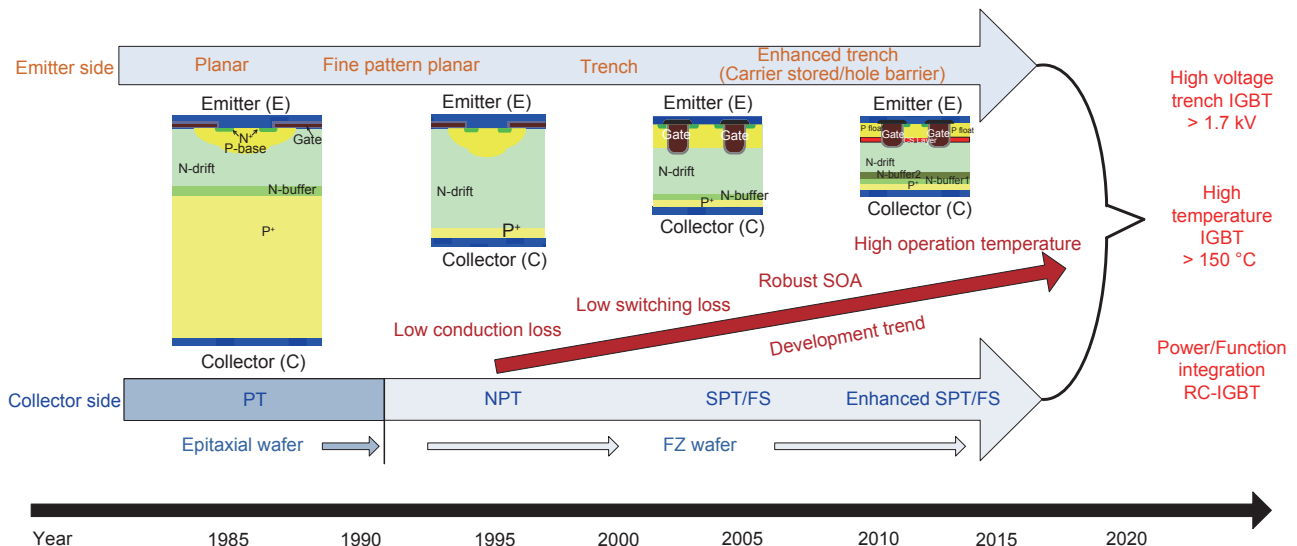 Emitter side
Planar
Fine pattern planar
Trench
Enhanced trench
(Carrier stored/hole barrier)
Emitter (E)
N+
P-base
Gate
N-drift
N-buffer
P+
Collector (C)
Emitter (E)
N-drift
P+
Collector (C)
Emitter (E)
Gate
Gate
N-drift
P+
N-buffer
Collector (C)
Emitter (E)
P float
Gate
Gate
P float
CS Layer
N-drift
N-buffer2
N-buffer1
P+
Collector (C)
High voltage
trench IGBT
> 1.7 kV
High
temperature
IGBT
> 150 °C
Power/Function
integration
RC-IGBT
Low conduction loss
Low switching loss
Robust SOA
High operation temperature
Development trend
Collector side
PT
NPT
SPT/FS
Enhanced SPT/FS
Epitaxial wafer
FZ wafer
Year
1985
1990
1995
2000
2005
2010
2015
2020